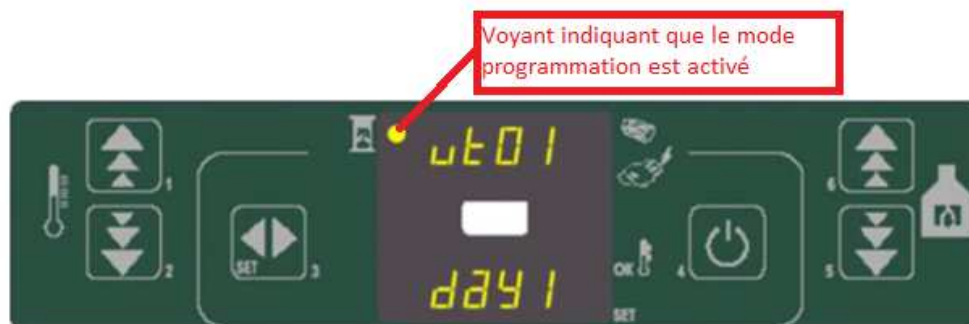 Voyant indiquant que le mode
programmation est activé
ut01
1
6
SET
3
OK
4
2
5
day1
SET